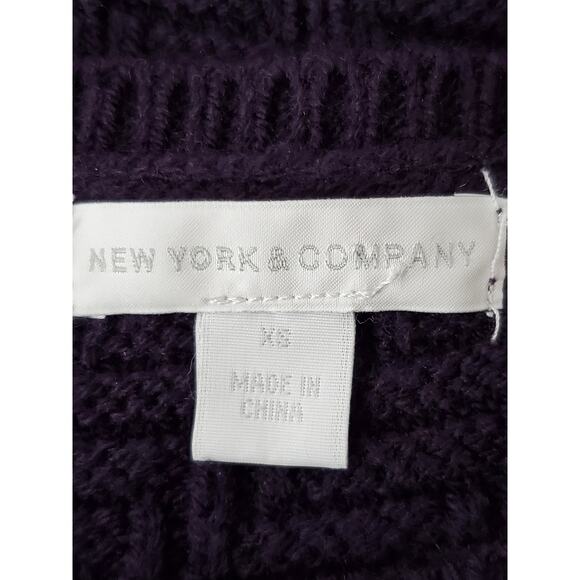 NEW YORK & COMPANY
XS
MADE IN
CHINA